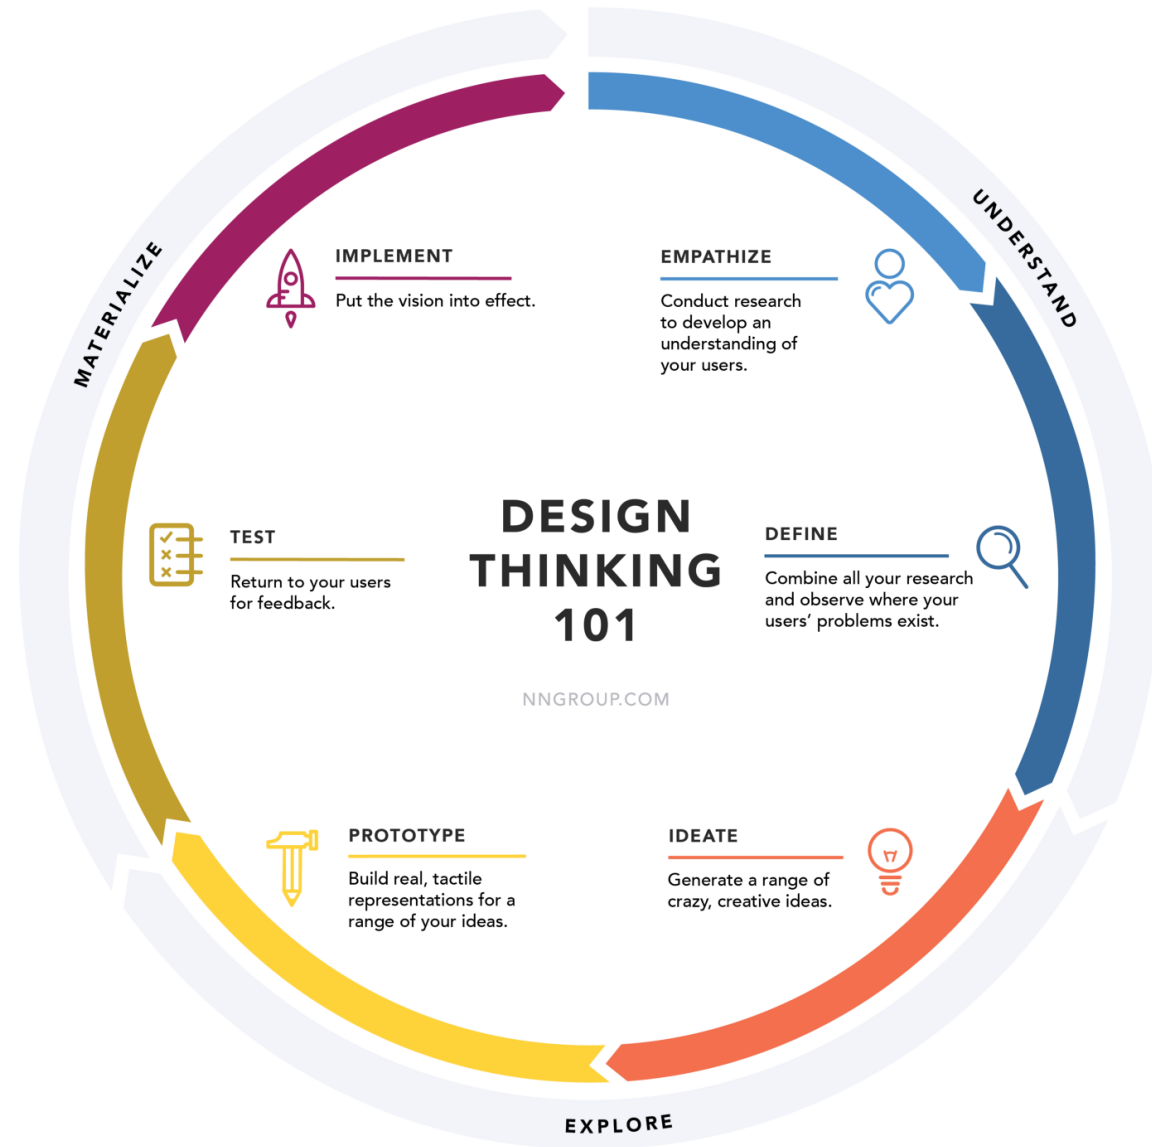 DESIGN
THINKING
101
NNGROUP.COM
UNDERSTAND
EMPATHIZE
Conduct research
to develop an
understanding of
your users.
DEFINE
Combine all your research
and observe where your
users’ problems exist.
EXPLORE
IDEATE
Generate a range of
crazy, creative ideas.
PROTOTYPE
Build real, tactile
representations for a
range of your ideas.
MATERIALIZE
TEST
Return to your users
for feedback.
IMPLEMENT
Put the vision into effect.